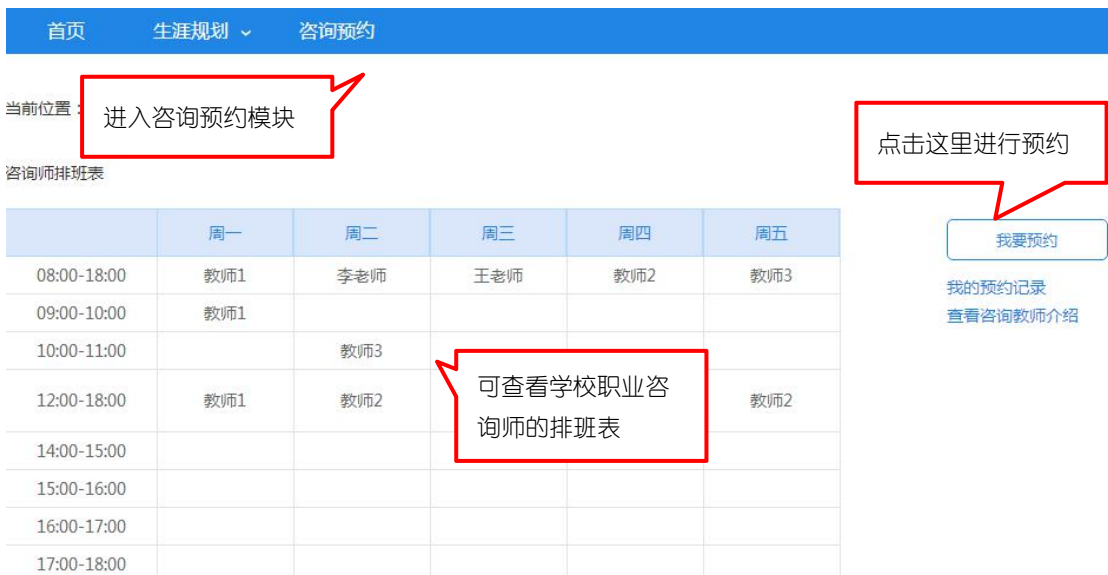 首页 生涯规划 咨询预约
当前位置：
进入咨询预约模块
点击这里进行预约
咨询师排班表
周一 周二 周三 周四 周五
我要预约
08:00-18:00 教师1 李老师 王老师 教师2 教师3
我的预约记录
09:00-10:00 教师1
查看咨询教师介绍
10:00-11:00 教师3
可查看学校职业咨
询师的排班表
12:00-18:00 教师1 教师2 教师2
14:00-15:00
15:00-16:00
16:00-17:00
17:00-18:00